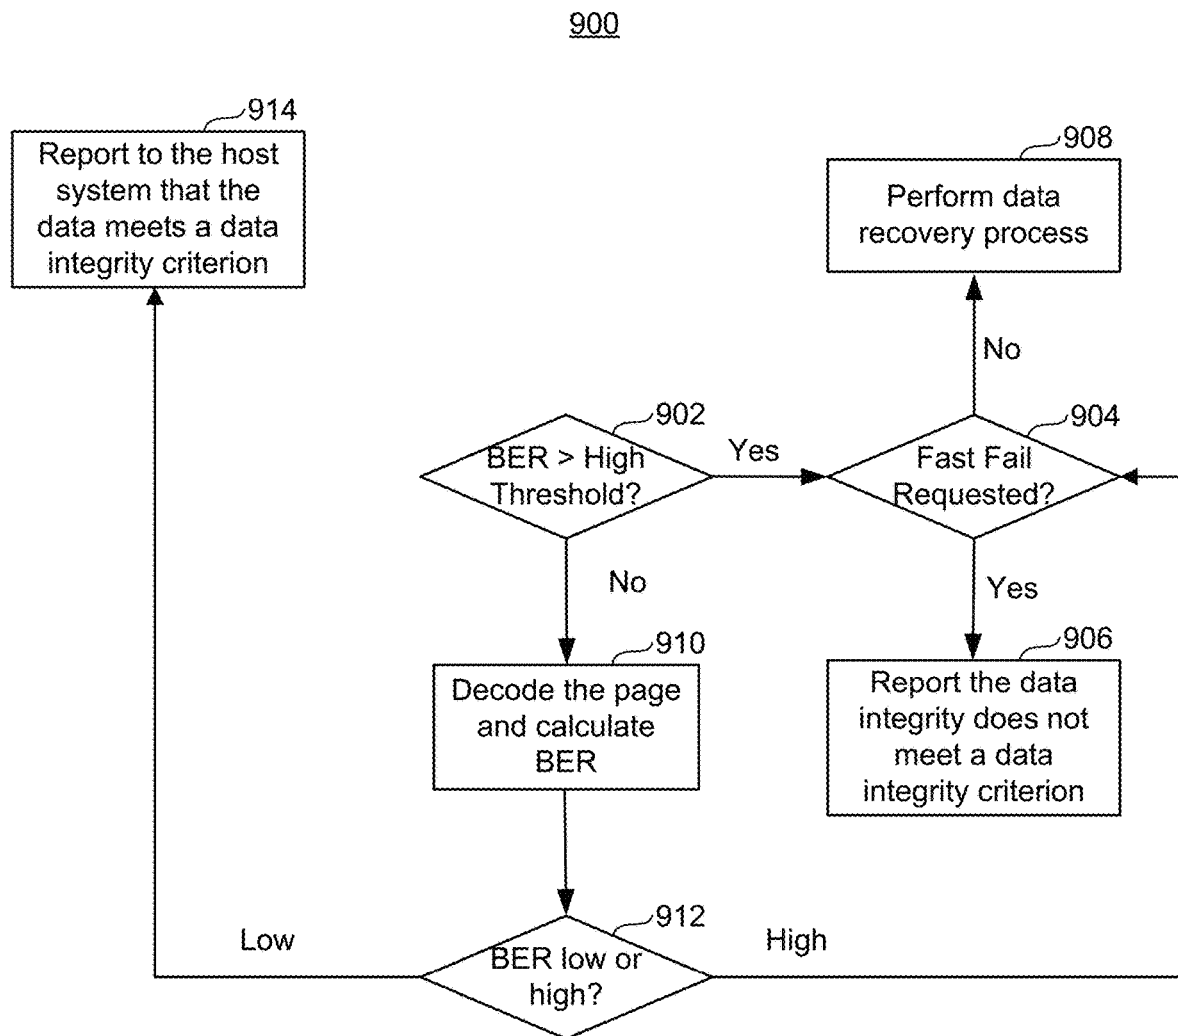 900
914
Report to the host
system that the
data meets a data
integrity criterion
908
Perform data
recovery process
No
902
BER > High
Threshold?
Yes
904
Fast Fail
Requested?
No
Yes
910
Decode the page
and calculate
BER
906
Report the data
integrity does not
meet a data
integrity criterion
912
BER low or
high?
Low
High